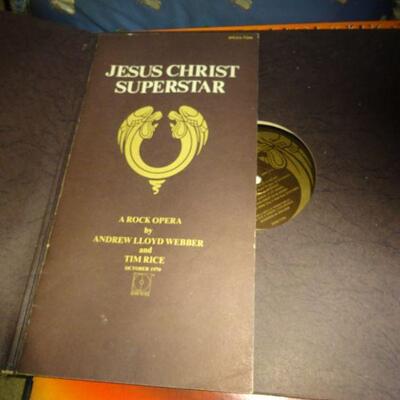 JESUS CHRIST
SUPERSTAR
A ROCK OPERA
by
ANDREW LLOYD WEBBER
and
TIM RICE
OCTOBER 1970